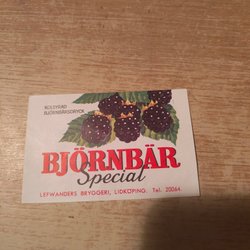 KOLSYRAD
BJÖRNBÄRSDRYCK
BJÖRNBÄR
Special
LEFWANDERS BRYGGERI, LIDKÖPING. Tel. 20064.